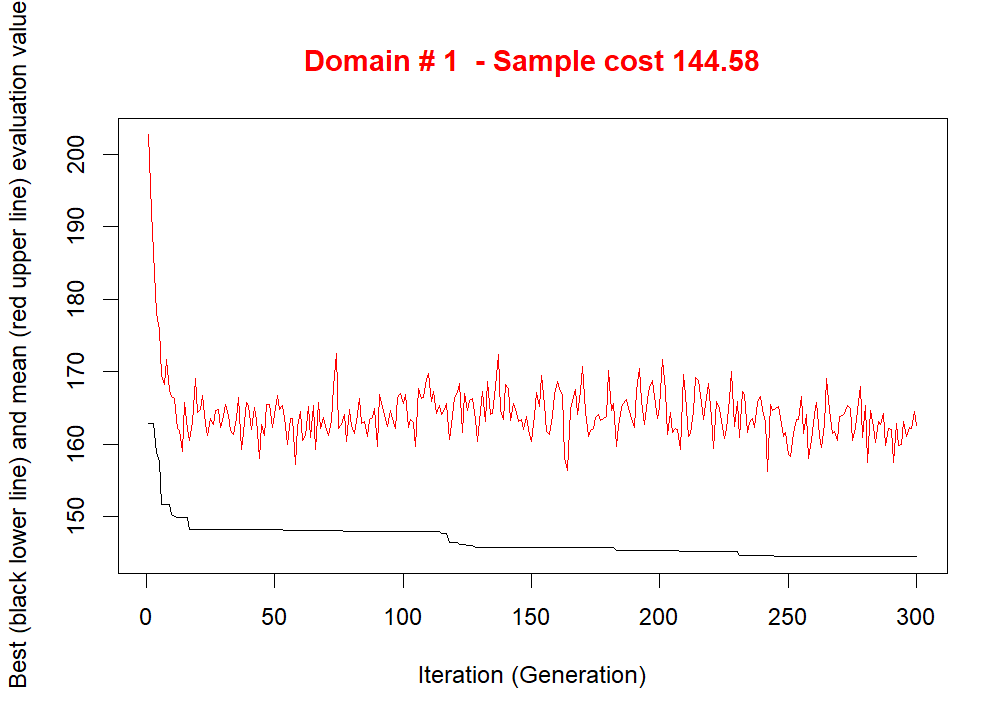 Domain # 1  - Sample cost 144.58
Best (black lower line) and mean (red upper line) evaluation value
200
190
180
170
160
150
0 50 100 150 200 250 300
Iteration (Generation)